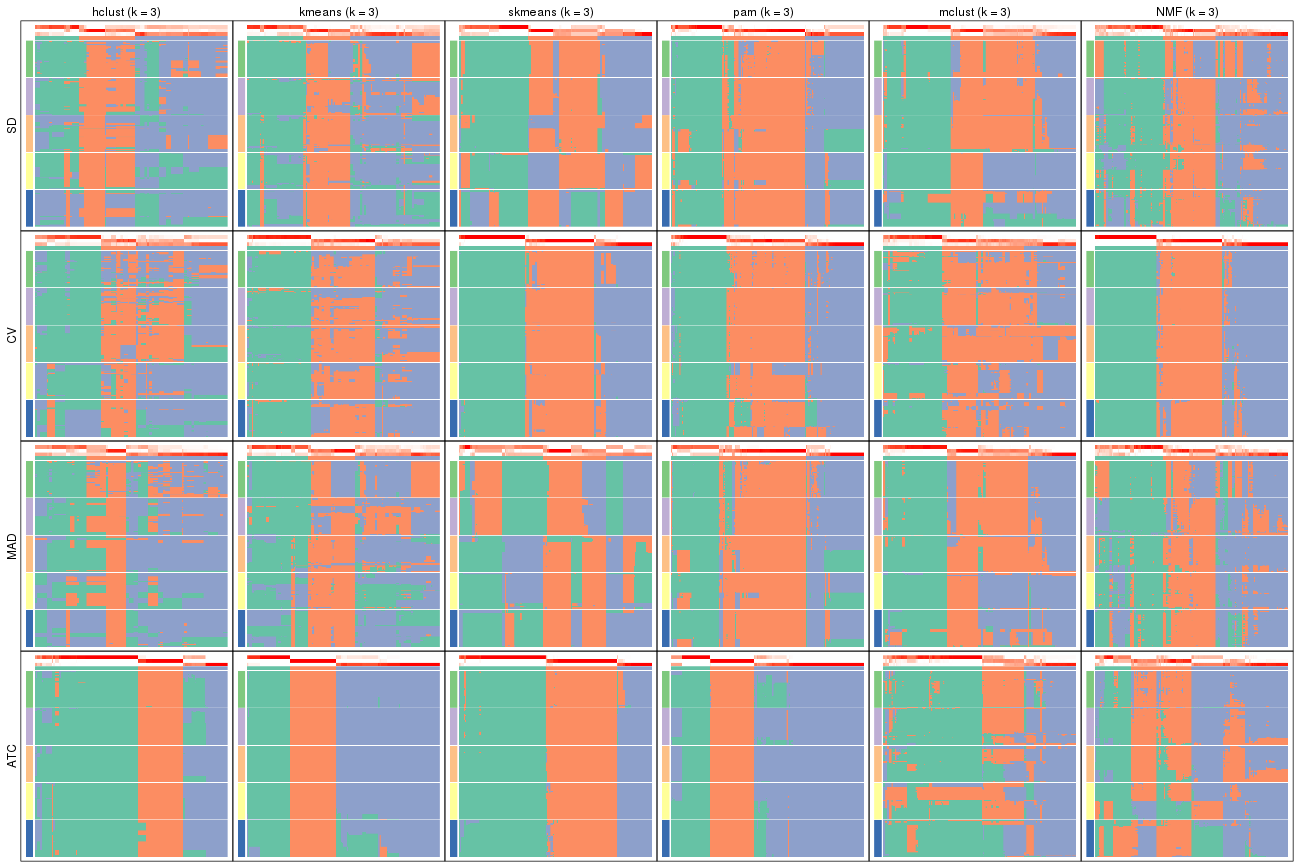 hclust (k = 3) kmeans (k = 3) skmeans (k = 3) pam (k = 3) mclust (k = 3) NMF (k = 3)
SD
CV
MAD
ATC